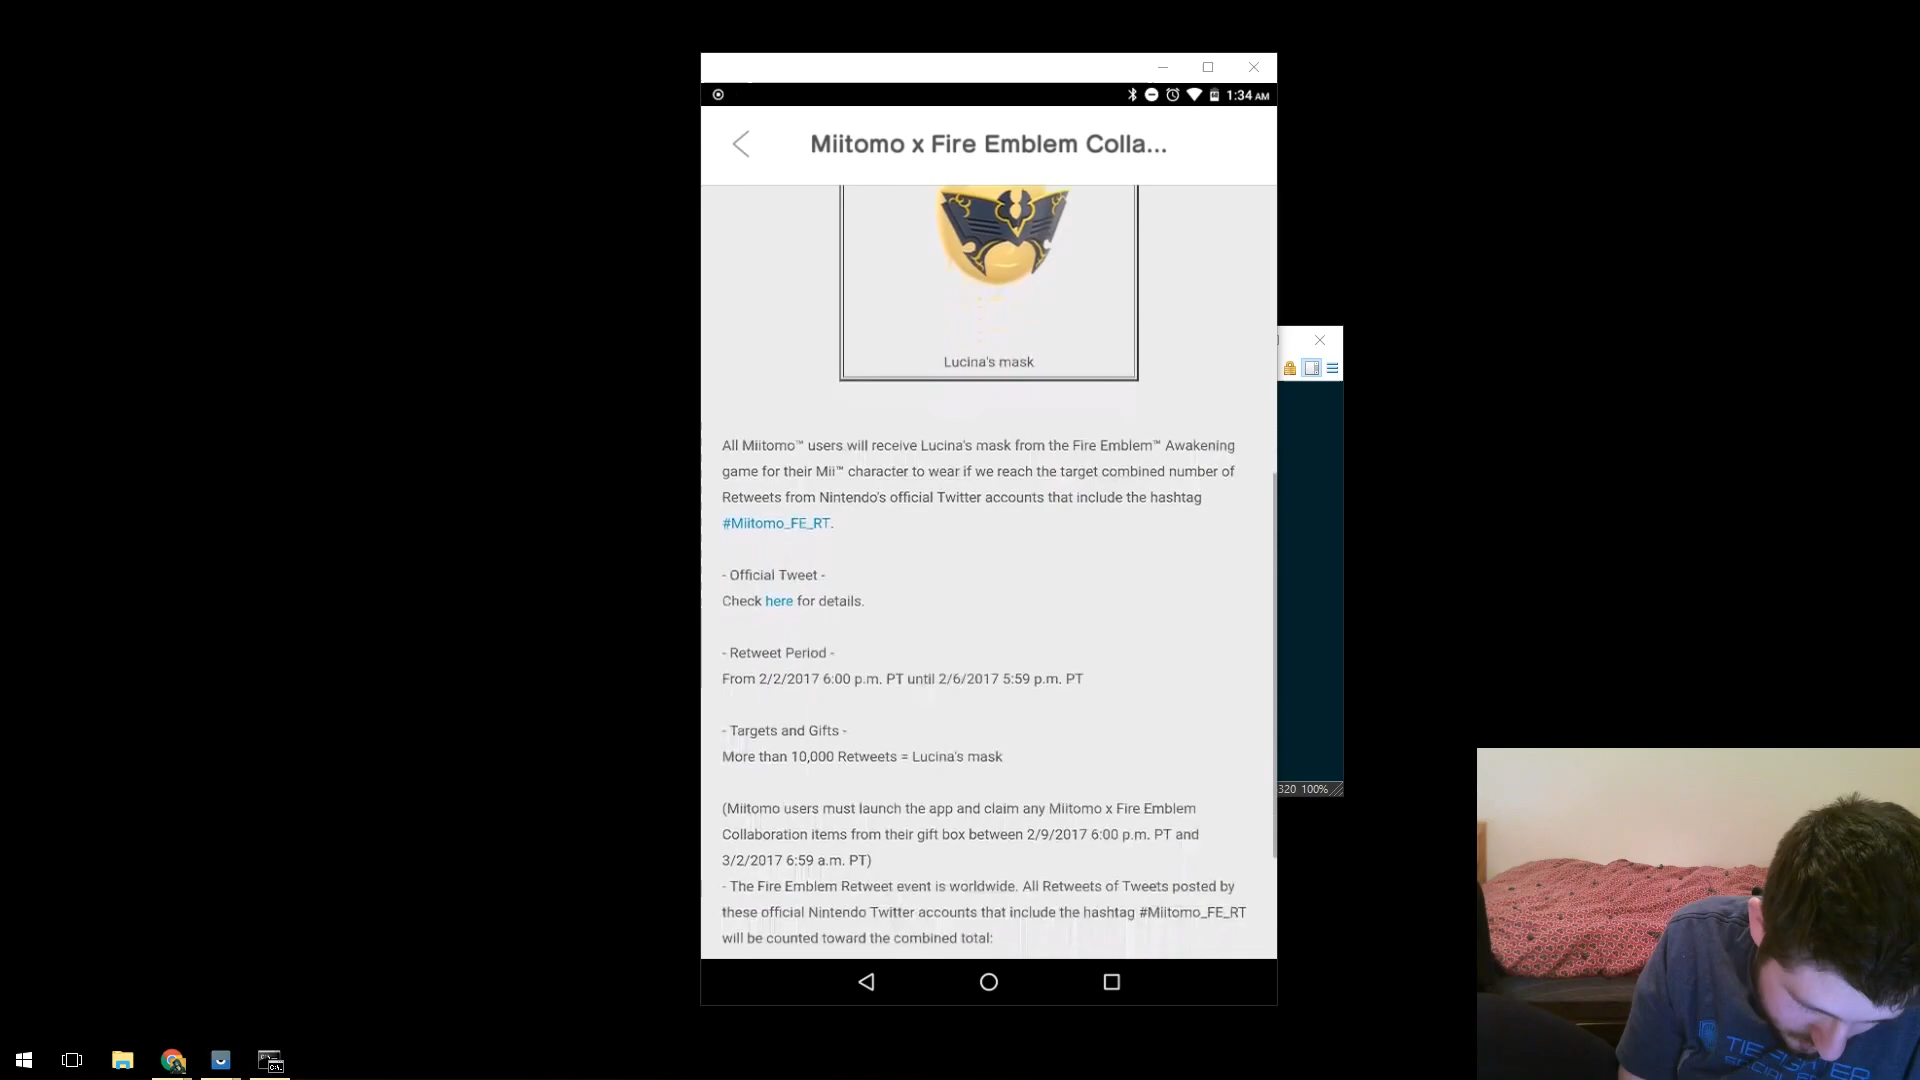 1:34 AM
Miitomo x Fire Emblem Colla...
Lucina's mask
All Miitomo™ users will receive Lucina's mask from the Fire Emblem™ Awakening
game for their Mii™ character to wear if we reach the target combined number of
Retweets from Nintendo's official Twitter accounts that include the hashtag
#Miitomo_FE_RT.
- Official Tweet -
Check here for details.
- Retweet Period -
From 2/2/2017 6:00 p.m. PT until 2/6/2017 5:59 p.m. PT
- Targets and Gifts -
More than 10,000 Retweets = Lucina's mask
(Miitomo users must launch the app and claim any Miitomo x Fire Emblem
Collaboration items from their gift box between 2/9/2017 6:00 p.m. PT and
3/2/2017 6:59 a.m. PT)
- The Fire Emblem Retweet event is worldwide. All Retweets of Tweets posted by
these official Nintendo Twitter accounts that include the hashtag #Miitomo_FE_RT
will be counted toward the combined total:
320 100%
TIE FIGHTER